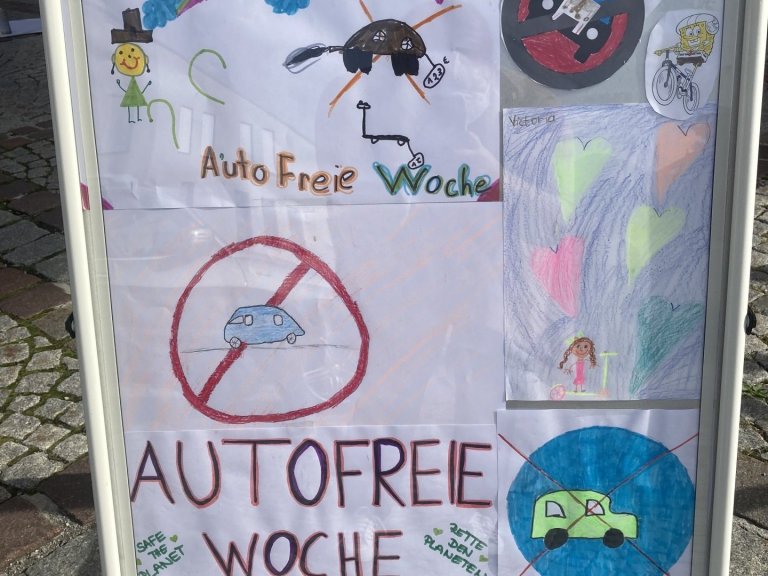 Auto Freie Woche
Victoria
AUTOFREIE
WOCHE
SAFE
THE
PLANET
RETTE
DEN
PLANETEN